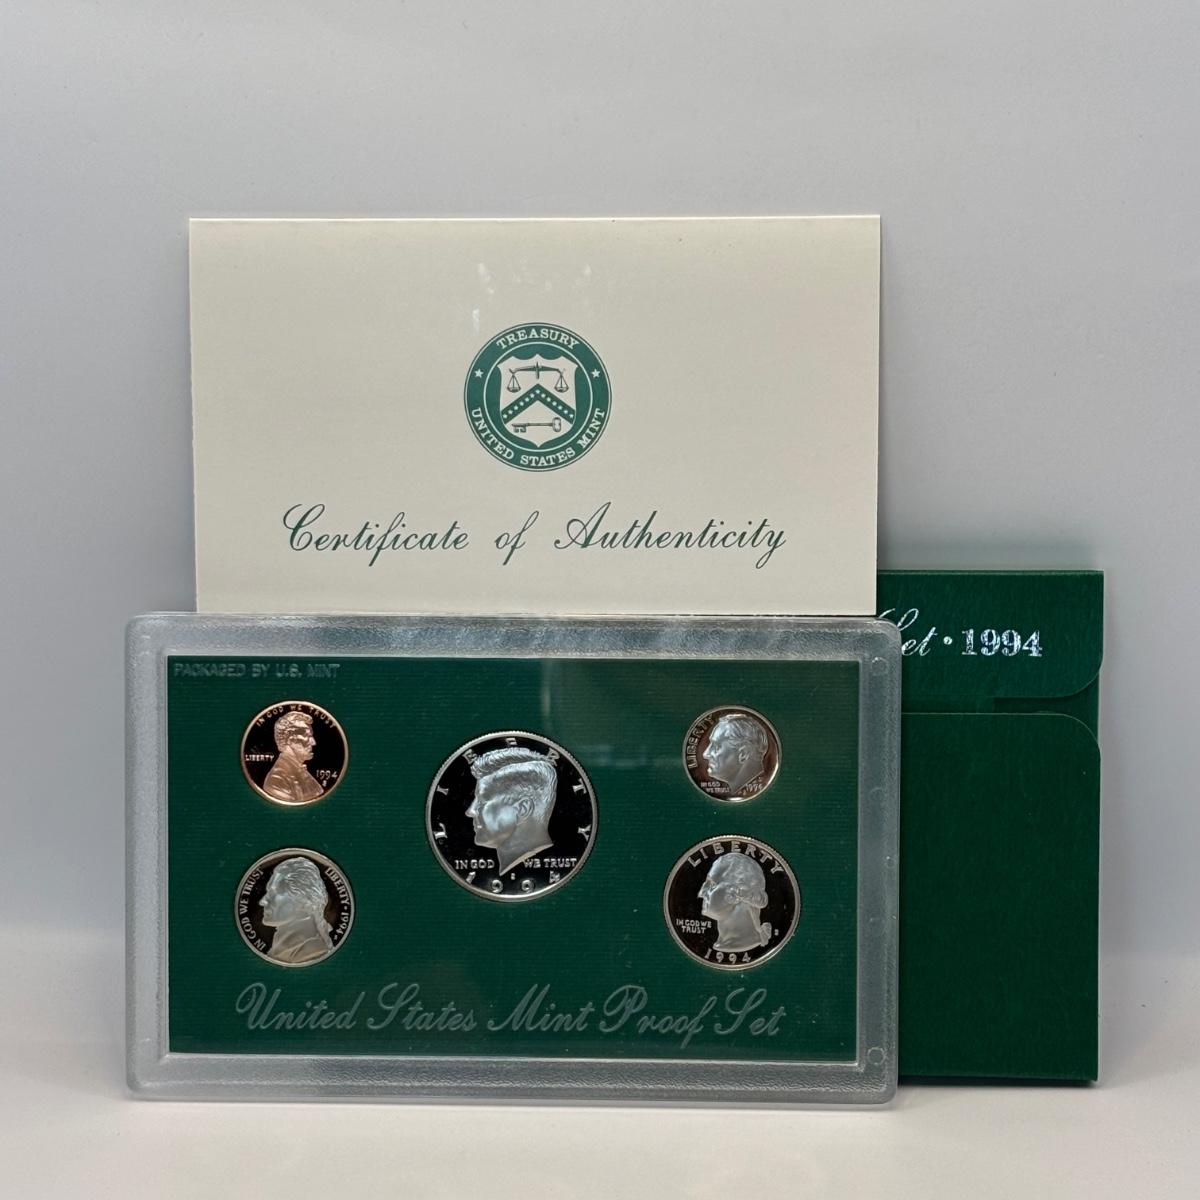 TREASURY
UNITED STATES MINT
Certificate of Authenticity
Set · 1994
PACKAGED BY U.S. MINT
IN GOD WE TRUST
LIBERTY
1994
S
LIBERTY
IN GOD WE TRUST
S
1994
LIBERTY
IN GOD
WE TRUST
1994
IN GOD WE TRUST
LIBERTY · 1994
LIBERTY
IN GOD WE
TRUST
S
1994
United States Mint Proof Set